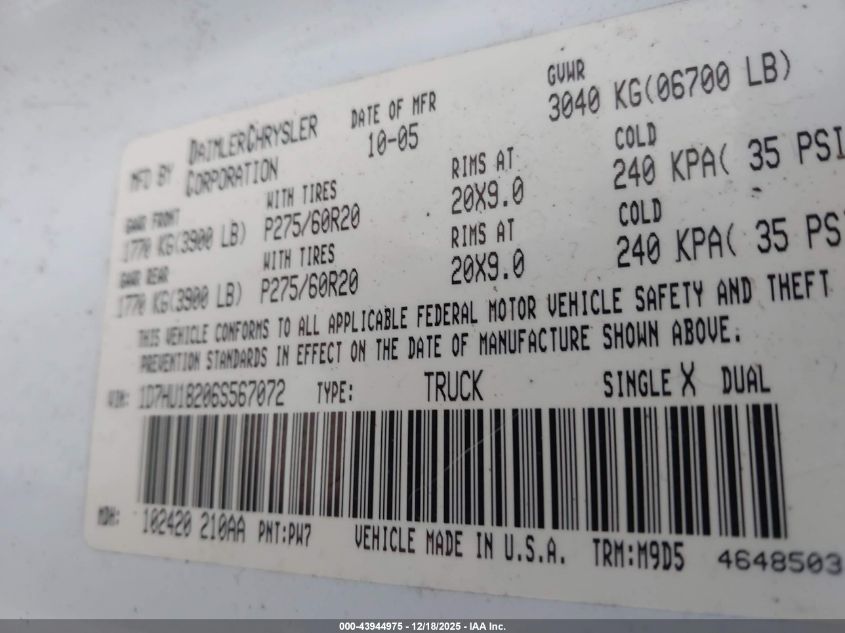 MFD BY DAIMLERCHRYSLER CORPORATION DATE OF MFR 10-05 GVWR 3040 KG(06700 LB)
GAWR FRONT WITH TIRES RIMS AT COLD
1770 KG(3900 LB) P275/60R20 20X9.0 240 KPA( 35 PSI
GAWR REAR WITH TIRES RIMS AT COLD
1770 KG(3900 LB) P275/60R20 20X9.0 240 KPA( 35 PSI
THIS VEHICLE CONFORMS TO ALL APPLICABLE FEDERAL MOTOR VEHICLE SAFETY AND THEFT
PREVENTION STANDARDS IN EFFECT ON THE DATE OF MANUFACTURE SHOWN ABOVE.
VIN: 1D7HU18206S567072 TYPE: TRUCK SINGLE X DUAL
MDH: 102420 210AA PNT:PW7 VEHICLE MADE IN U.S.A. TRM:M9D5 4648503
000-43944975 - 12/18/2025 - IAA Inc.